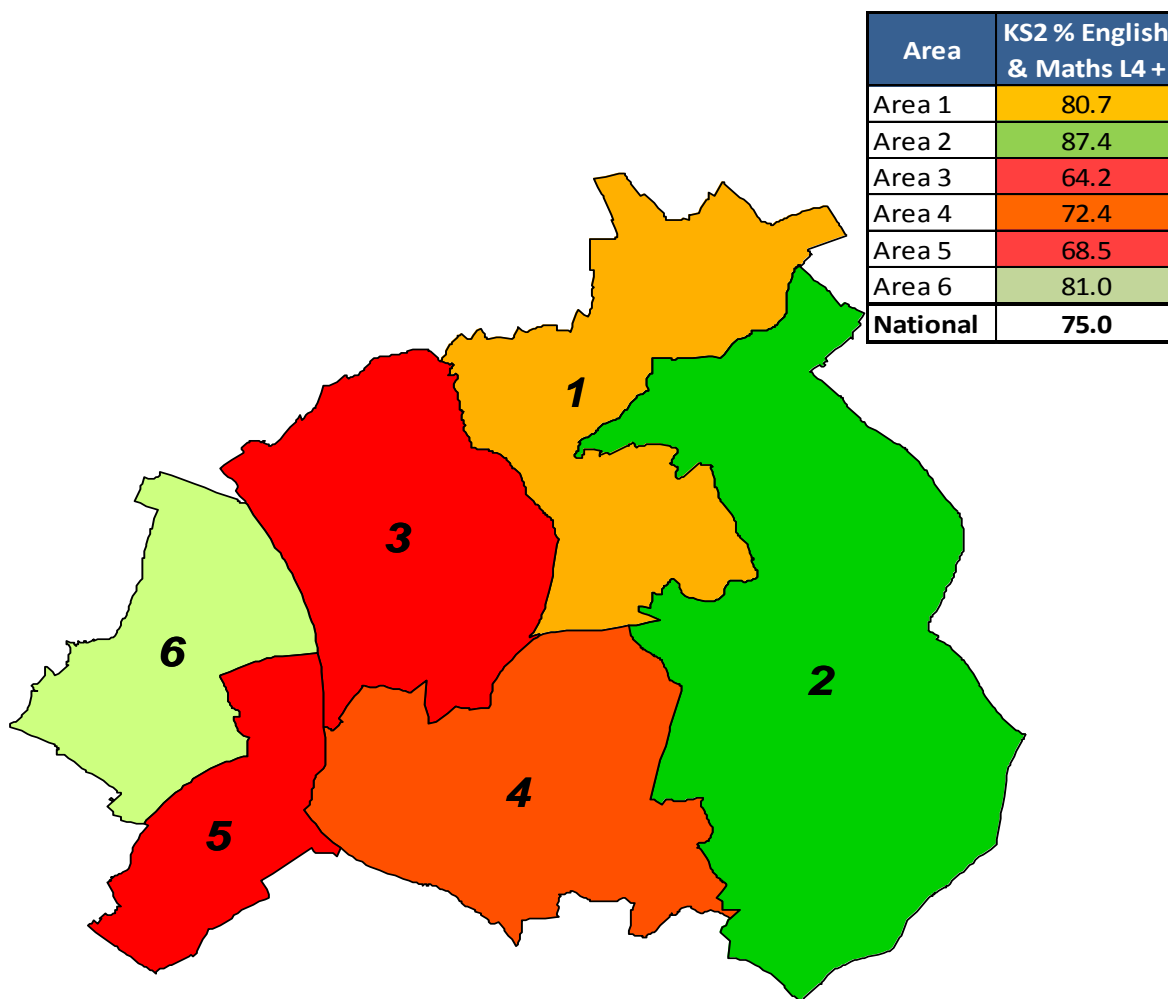 Area KS2 % English & Maths L4 +
Area 1 80.7
Area 2 87.4
Area 3 64.2
Area 4 72.4
Area 5 68.5
Area 6 81.0
National 75.0
1
3
6
2
4
5